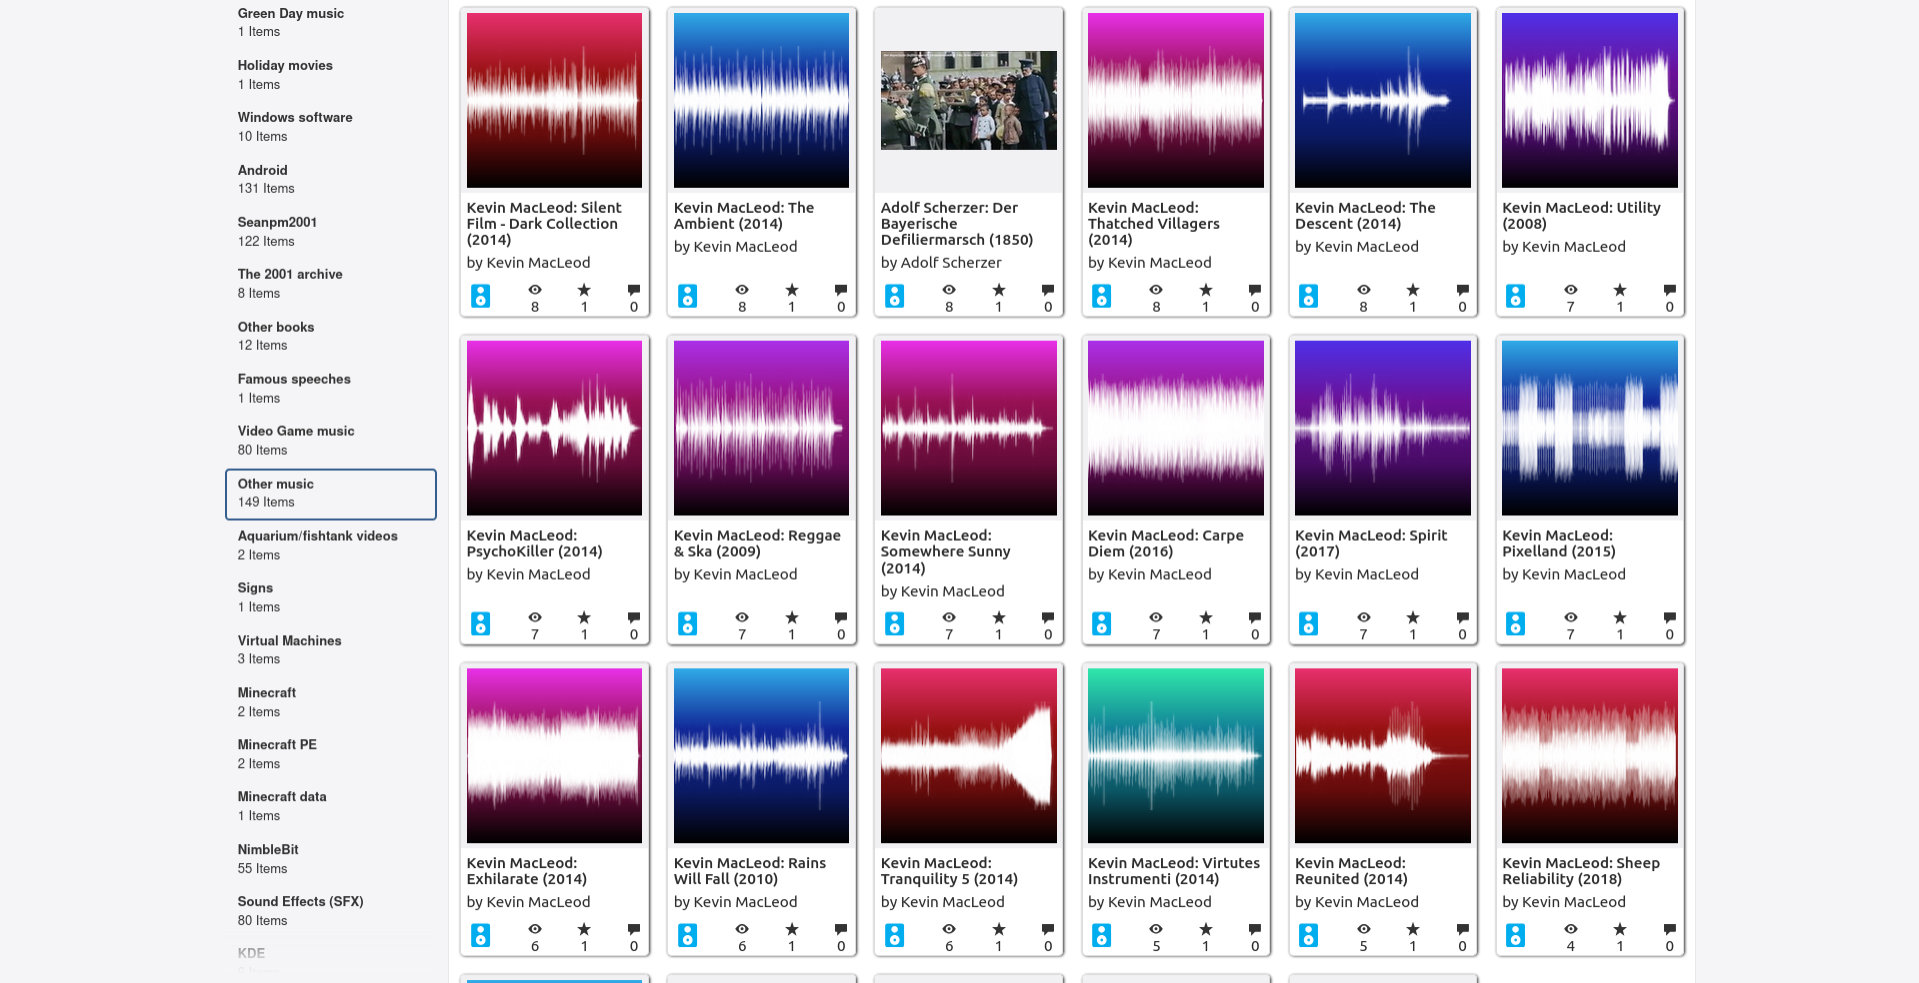 Green Day music
1 Items
Holiday movies
1 Items
Windows software
10 Items
Android
131 Items
Seanpm2001
122 Items
The 2001 archive
8 Items
Other books
12 Items
Famous speeches
1 Items
Video Game music
80 Items
Other music
149 Items
Aquarium/fishtank videos
2 Items
Signs
1 Items
Virtual Machines
3 Items
Minecraft
2 Items
Minecraft PE
2 Items
Minecraft data
1 Items
NimbleBit
55 Items
Sound Effects (SFX)
80 Items
KDE
Kevin MacLeod: Silent
Film - Dark Collection
(2014)
by Kevin MacLeod
8 1 0
Kevin MacLeod: The
Ambient (2014)
by Kevin MacLeod
8 1 0
Adolf Scherzer: Der
Bayerische
Defiliermarsch (1850)
by Adolf Scherzer
8 1 0
Kevin MacLeod:
Thatched Villagers
(2014)
by Kevin MacLeod
8 1 0
Kevin MacLeod: The
Descent (2014)
by Kevin MacLeod
8 1 0
Kevin MacLeod: Utility
(2008)
by Kevin MacLeod
7 1 0
Kevin MacLeod:
PsychoKiller (2014)
by Kevin MacLeod
7 1 0
Kevin MacLeod: Reggae
& Ska (2009)
by Kevin MacLeod
7 1 0
Kevin MacLeod:
Somewhere Sunny
(2014)
by Kevin MacLeod
7 1 0
Kevin MacLeod: Carpe
Diem (2016)
by Kevin MacLeod
7 1 0
Kevin MacLeod: Spirit
(2017)
by Kevin MacLeod
7 1 0
Kevin MacLeod:
Pixelland (2015)
by Kevin MacLeod
7 1 0
Kevin MacLeod:
Exhilarate (2014)
by Kevin MacLeod
6 1 0
Kevin MacLeod: Rains
Will Fall (2010)
by Kevin MacLeod
6 1 0
Kevin MacLeod:
Tranquility 5 (2014)
by Kevin MacLeod
6 1 0
Kevin MacLeod: Virtutes
Instrumenti (2014)
by Kevin MacLeod
5 1 0
Kevin MacLeod:
Reunited (2014)
by Kevin MacLeod
5 1 0
Kevin MacLeod: Sheep
Reliability (2018)
by Kevin MacLeod
4 1 0